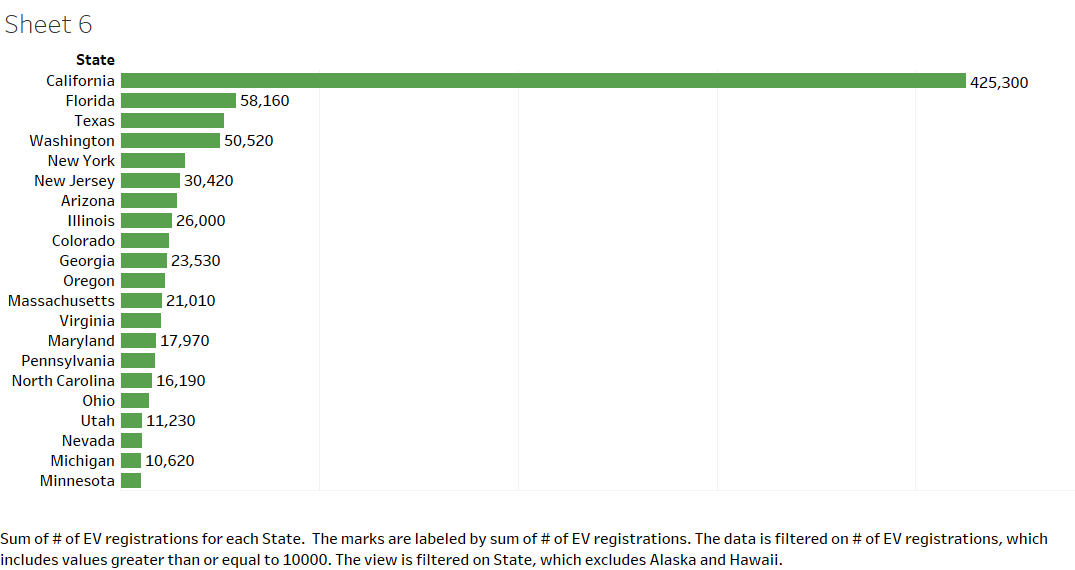 Sheet 6
State
California 425,300
Florida 58,160
Texas
Washington 50,520
New York
New Jersey 30,420
Arizona
Illinois 26,000
Colorado
Georgia 23,530
Oregon
Massachusetts 21,010
Virginia
Maryland 17,970
Pennsylvania
North Carolina 16,190
Ohio
Utah 11,230
Nevada
Michigan 10,620
Minnesota
Sum of # of EV registrations for each State.  The marks are labeled by sum of # of EV registrations. The data is filtered on # of EV registrations, which
includes values greater than or equal to 10000. The view is filtered on State, which excludes Alaska and Hawaii.